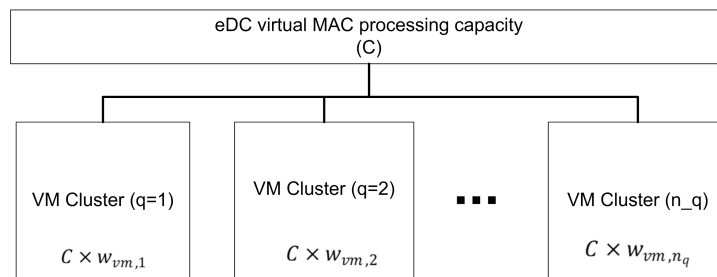 eDC virtual MAC processing capacity
(C)
VM Cluster (q=1)
VM Cluster (q=2)
VM Cluster (n_q)
C × w_{vm,1}
C × w_{vm,2}
C × w_{vm,n_q}